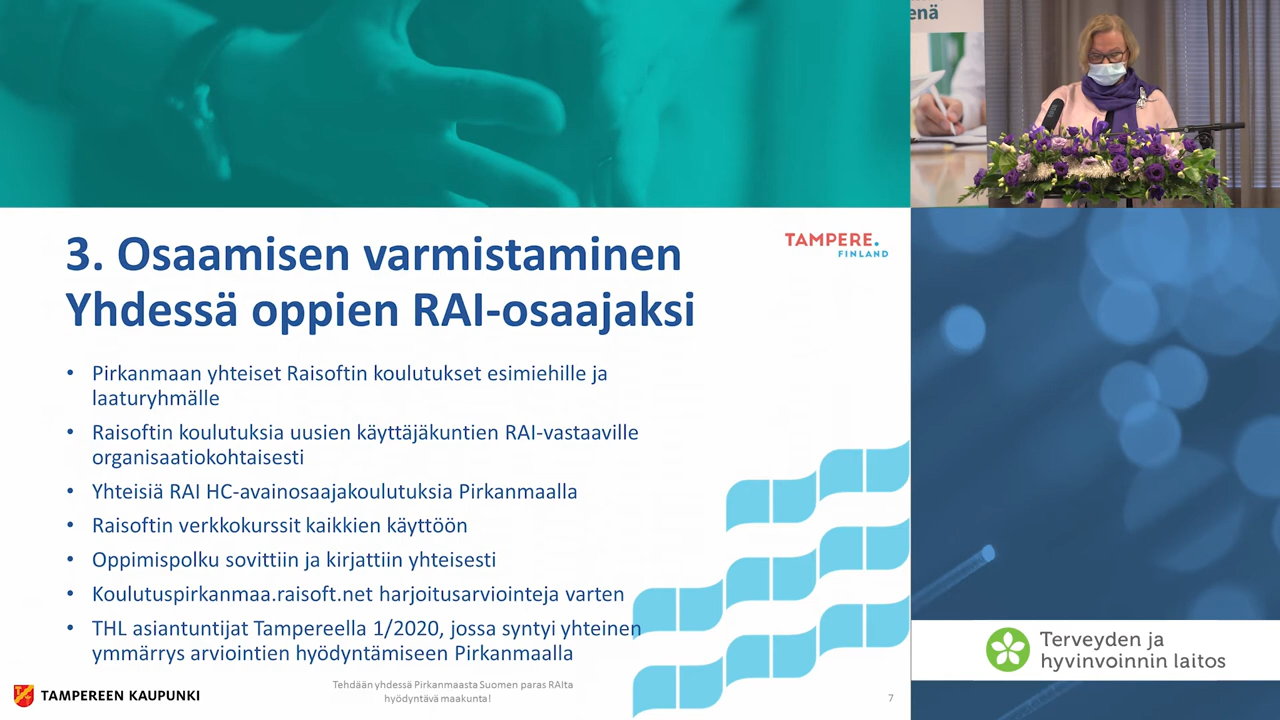 enä
3. Osaamisen varmistaminen
Yhdessä oppien RAI-osaajaksi
TAMPERE.
FINLAND
• Pirkanmaan yhteiset Raisoftin koulutukset esimiehille ja
laaturyhmälle
• Raisoftin koulutuksia uusien käyttäjäkuntien RAI-vastaaville
organisaatiokohtaisesti
• Yhteisiä RAI HC-avainosaajakoulutuksia Pirkanmaalla
• Raisoftin verkkokurssit kaikkien käyttöön
• Oppimispolku sovittiin ja kirjattiin yhteisesti
• Koulutuspirkanmaa.raisoft.net harjoitusarviointeja varten
• THL asiantuntijat Tampereella 1/2020, jossa syntyi yhteinen
ymmärrys arviointien hyödyntämiseen Pirkanmaalla
TAMPEREEN KAUPUNKI
Tehdään yhdessä Pirkanmaasta Suomen paras RAIta
hyödyntävä maakunta!
7
Terveyden ja
hyvinvoinnin laitos